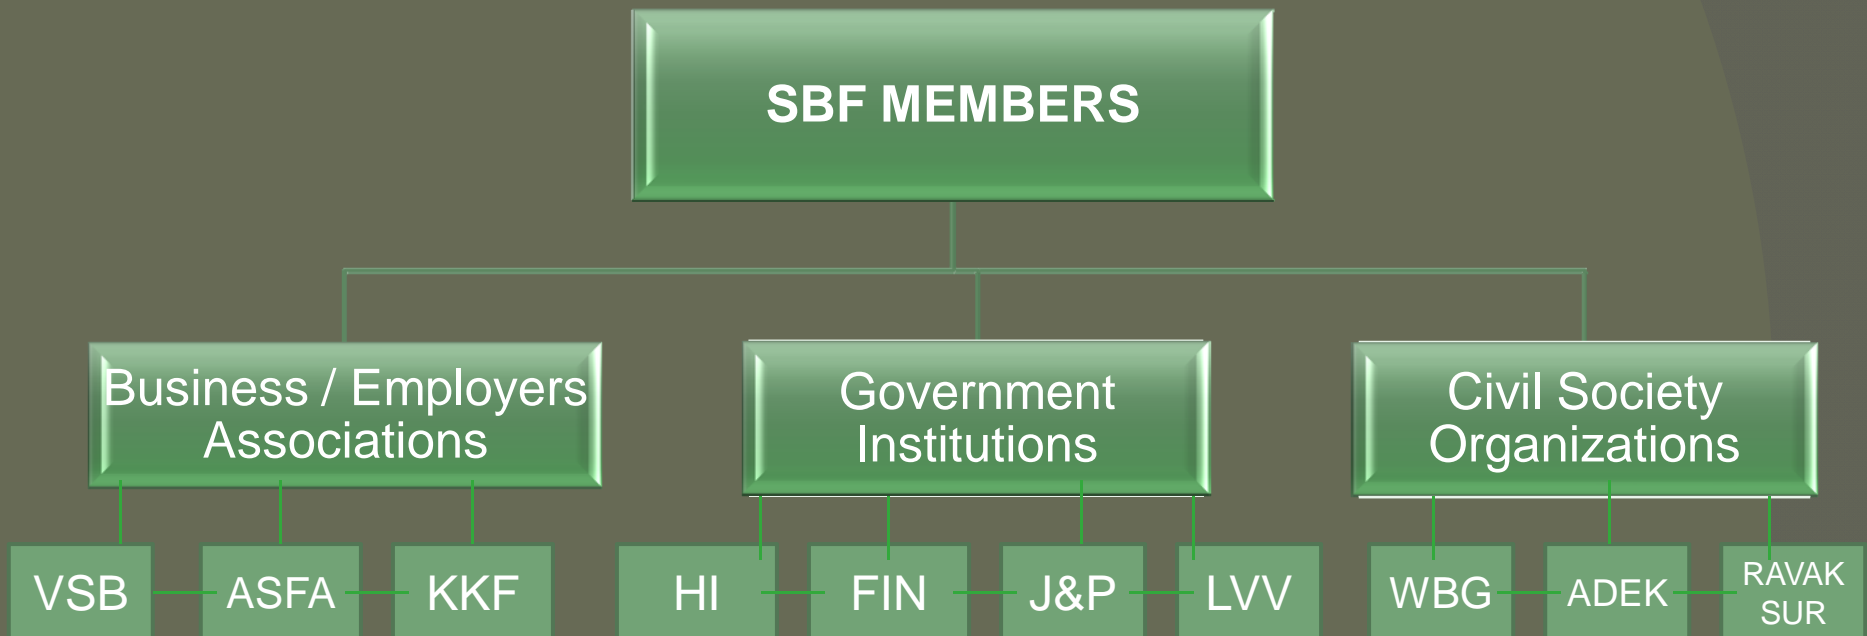 SBF MEMBERS
Business / Employers
Associations
Government
Institutions
Civil Society
Organizations
VSB
ASFA
KKF
HI
FIN
J&P
LVV
WBG
ADEK
RAVAK
SUR